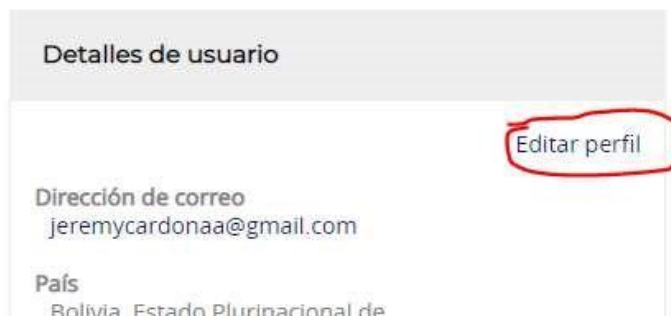 Detalles de usuario
Editar perfil
Dirección de correo
jeremycardonaa@gmail.com
País
Bolivia, Estado Plurinacional de